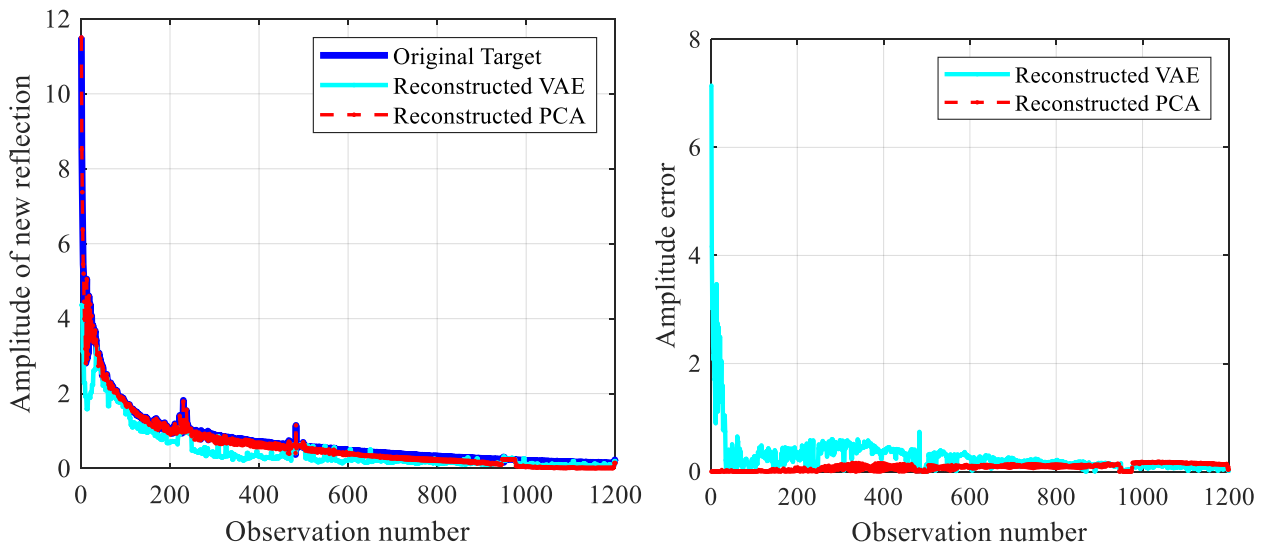 12
10
8
6
4
2
0
Amplitude of new reflection
Original Target
Reconstructed VAE
Reconstructed PCA
0 200 400 600 800 1000 1200
Observation number
8
6
4
2
0
Amplitude error
Reconstructed VAE
Reconstructed PCA
0 200 400 600 800 1000 1200
Observation number